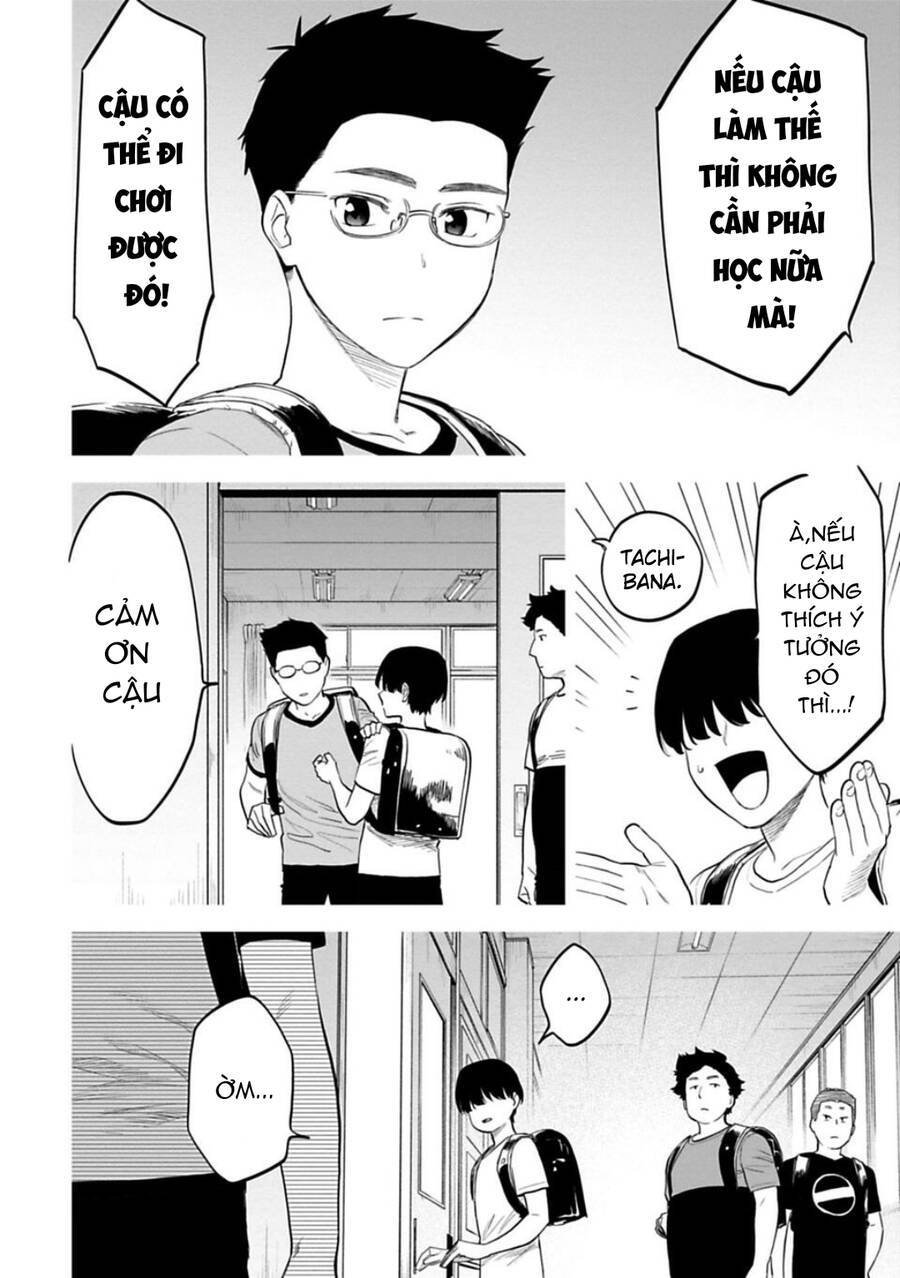 NẾU CẬU
LÀM THẾ
THÌ KHÔNG
CẦN PHẢI
HỌC NỮA
MÀ!
CẬU CÓ
THỂ ĐI
CHƠI
ĐƯỢC
ĐÓ!
À,NẾU
CẬU
KHÔNG
THÍCH Ý
TƯỞNG
ĐÓ
THÌ...!
TACHI-
BANA.
CẢM
ƠN
CẬU
...
ỜM...